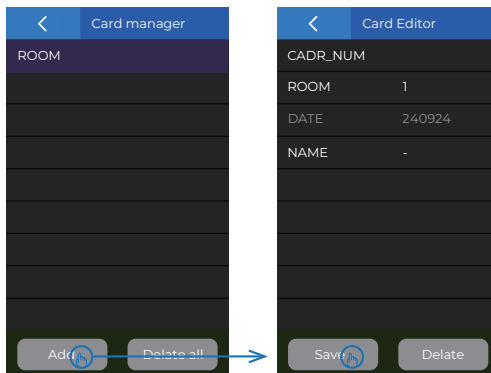 Card manager
ROOM
Add
Delate all
Card Editor
CADR_NUM
ROOM 1
DATE 240924
NAME -
Save
Delate